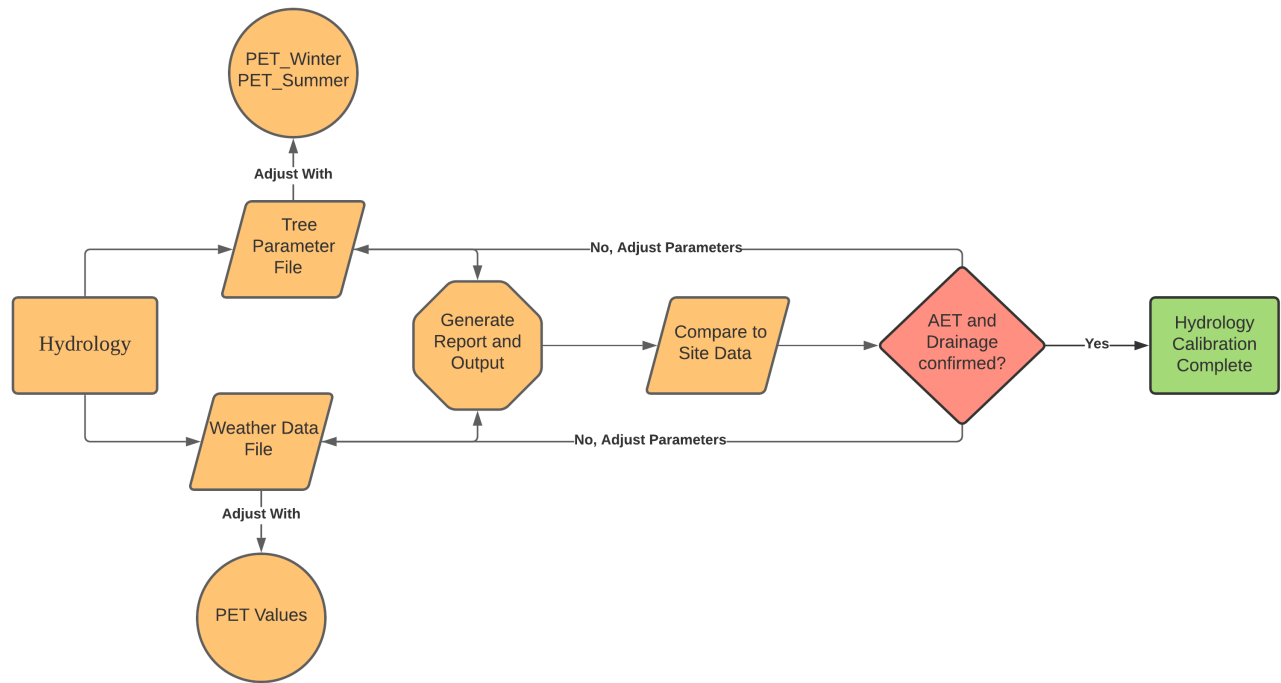 PET_Winter
PET_Summer
Adjust With
Tree
Parameter
File
No, Adjust Parameters
Hydrology
Generate
Report and
Output
Compare to
Site Data
AET and
Drainage
confirmed?
Yes
Hydrology
Calibration
Complete
Weather Data
File
No, Adjust Parameters
Adjust With
PET Values